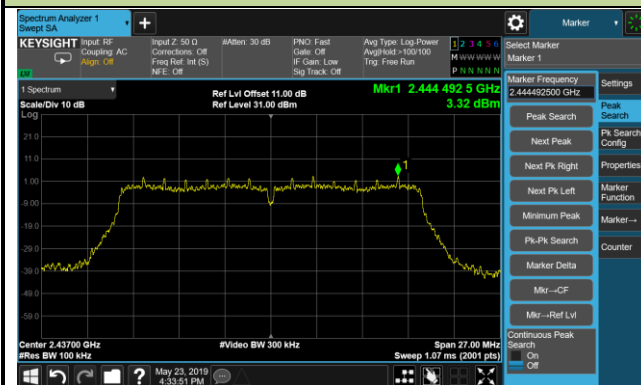 Spectrum Analyzer 1
Swept SA
+
Marker
KEYSIGHT
Input: RF
Coupling: AC
Align: Off
Input Z: 50 Ω
Corrections: Off
Freq Ref: Int (S)
NFE: Off
#Atten: 30 dB
PNO: Fast
Gate: Off
IF Gain: Low
Sig Track: Off
Avg Type: Log-Power
Avg|Hold:>100/100
Trig: Free Run
1 2 3 4 5 6
M W W W W W
P N N N N N
Select Marker
Marker 1
LV
1 Spectrum
Scale/Div 10 dB
Log
Ref Lvl Offset 11.00 dB
Ref Level 31.00 dBm
Mkr1 2.444 492 5 GHz
3.32 dBm
Marker Frequency
2.444492500 GHz
Settings
Peak Search
Peak
Search
Next Peak
Pk Search
Config
Next Pk Right
Properties
Next Pk Left
Marker
Function
Minimum Peak
Marker→
Pk-Pk Search
Counter
Marker Delta
Mkr→CF
Mkr→Ref Lvl
Continuous Peak
Search
On
Off
21.0
11.0
1.00
-9.00
-19.0
-29.0
-39.0
-49.0
-59.0
1
Center 2.43700 GHz
#Res BW 100 kHz
#Video BW 300 kHz
Span 27.00 MHz
Sweep 1.07 ms (2001 pts)
?
May 23, 2019
4:33:51 PM